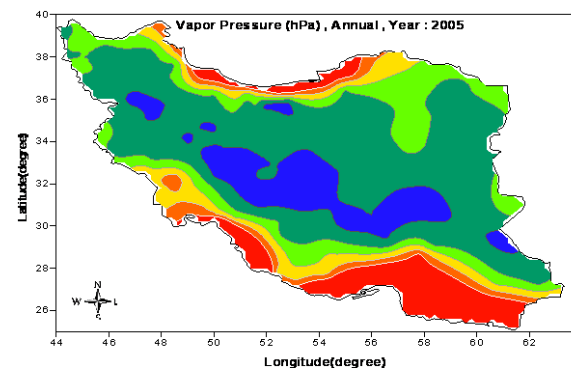 Vapor Pressure (hPa) , Annual , Year : 2005
40
38
36
34
32
30
28
26
Latitude(degree)
N
W L
S
44 46 48 50 52 54 56 58 60 62
Longitude(degree)